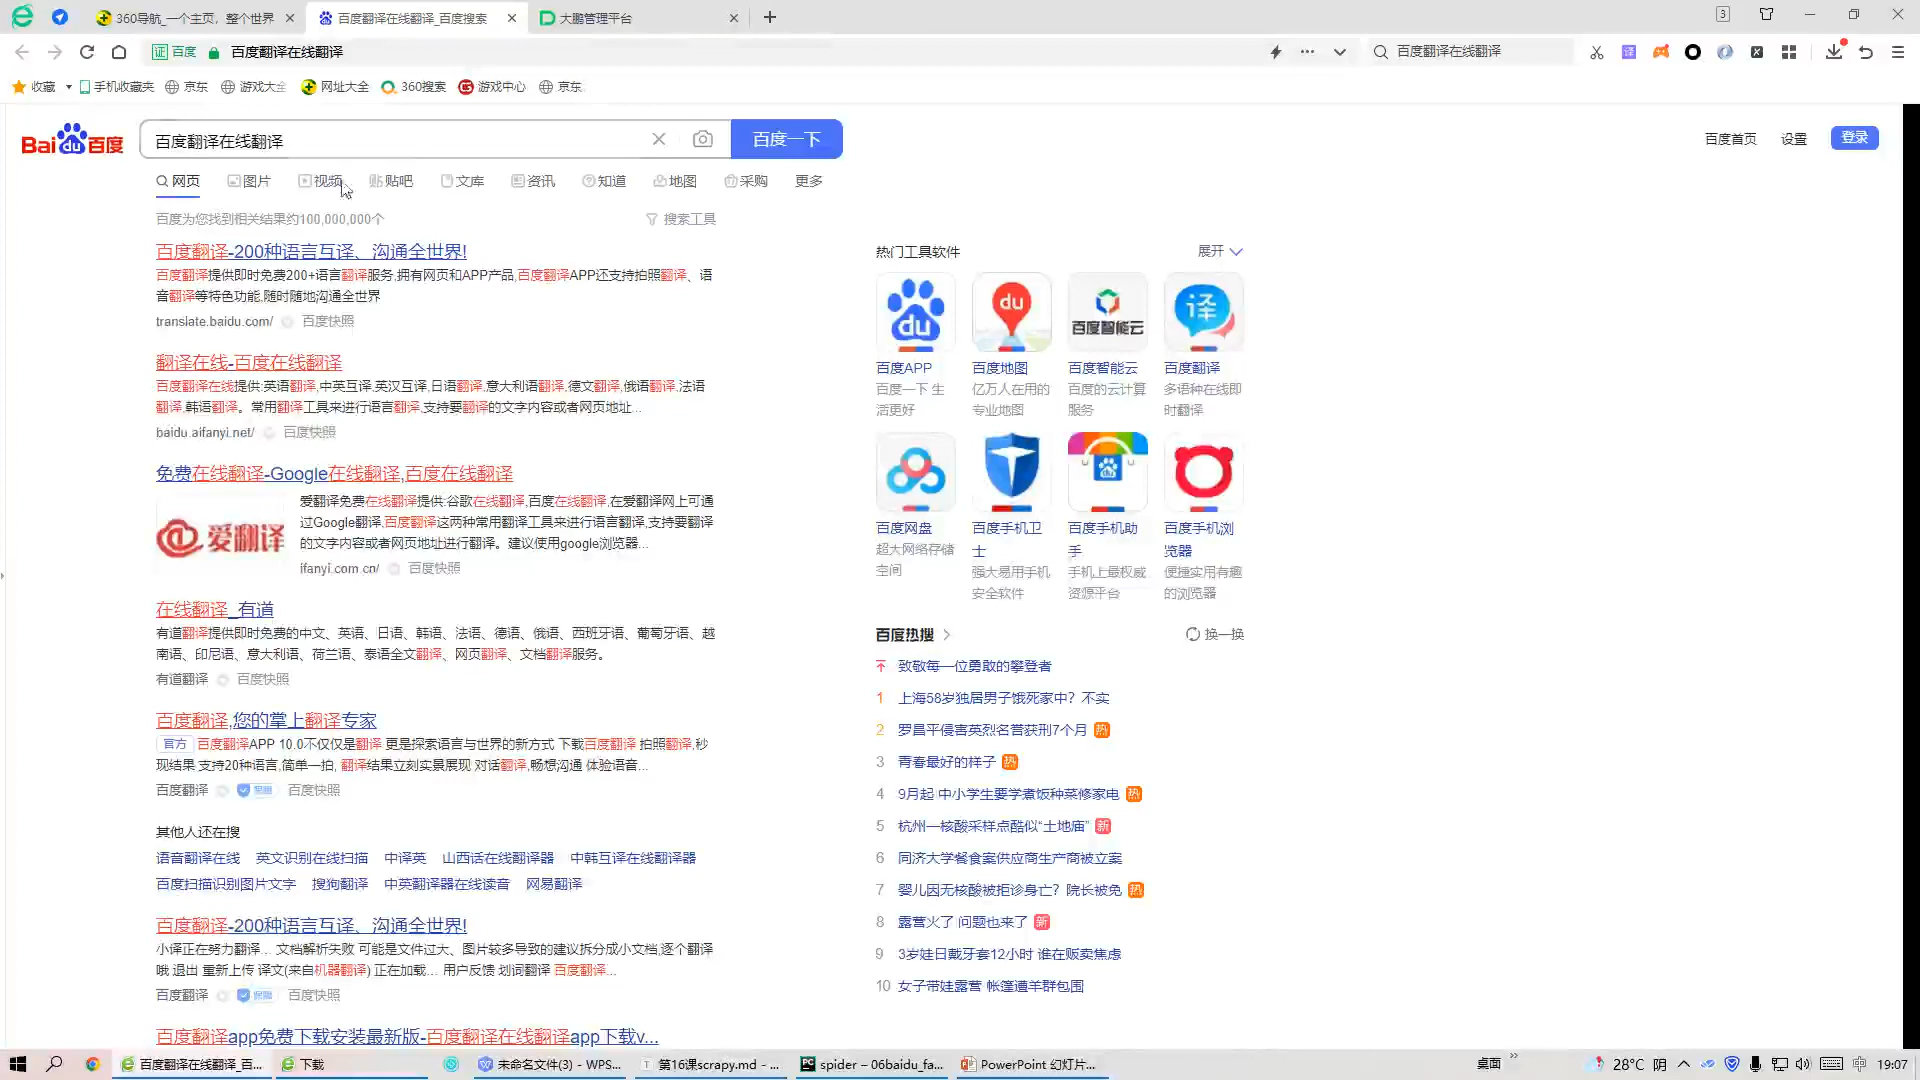 360导航_一个主页，整个世界
百度翻译在线翻译_百度搜索
大鹏管理平台
3
证 百度
百度翻译在线翻译
百度翻译在线翻译
收藏
手机收藏夹
京东
游戏大全
网址大全
360搜索
游戏中心
京东
Bai du 百度
百度翻译在线翻译
百度一下
百度首页
设置
登录
网页
图片
视频
贴吧
文库
资讯
知道
地图
采购
更多
百度为您找到相关结果约100,000,000个
搜索工具
百度翻译-200种语言互译、沟通全世界!
百度翻译提供即时免费200+语言翻译服务,拥有网页和APP产品,百度翻译APP还支持拍照翻译、语
音翻译等特色功能,随时随地沟通全世界
translate.baidu.com/ 百度快照
翻译在线-百度在线翻译
百度翻译在线提供:英语翻译,中英互译,英汉互译,日语翻译,意大利语翻译,德文翻译,俄语翻译,法语
翻译,韩语翻译。常用翻译工具来进行语言翻译,支持要翻译的文字内容或者网页地址...
baidu.aifanyi.net/ 百度快照
免费在线翻译-Google在线翻译,百度在线翻译
爱翻译
爱翻译免费在线翻译提供:谷歌在线翻译,百度在线翻译,在爱翻译网上可通
过Google翻译,百度翻译这两种常用翻译工具来进行语言翻译,支持要翻译
的文字内容或者网页地址进行翻译。建议使用google浏览器...
ifanyi.com.cn/ 百度快照
在线翻译_有道
有道翻译提供即时免费的中文、英语、日语、韩语、法语、德语、俄语、西班牙语、葡萄牙语、越
南语、印尼语、意大利语、荷兰语、泰语全文翻译、网页翻译、文档翻译服务。
有道翻译 百度快照
百度翻译,您的掌上翻译专家
官方 百度翻译APP 10.0不仅仅是翻译 更是探索语言与世界的新方式 下载百度翻译 拍照翻译,秒
现结果 支持20种语言,简单一拍, 翻译结果立刻实景展现 对话翻译,畅想沟通 体验语音...
百度翻译 百度快照
其他人还在搜
语音翻译在线 英文识别在线扫描 中译英 山西话在线翻译器 中韩互译在线翻译器
百度扫描识别图片文字 搜狗翻译 中英翻译器在线读音 网易翻译
百度翻译-200种语言互译、沟通全世界!
小译正在努力翻译... 文档解析失败 可能是文件过大、图片较多导致的建议拆分成小文档,逐个翻译
哦 退出 重新上传 译文(来自机器翻译) 正在加载... 用户反馈 划词翻译 百度翻译...
百度翻译 保障 百度快照
百度翻译app免费下载安装最新版-百度翻译在线翻译app下载v...
热门工具软件
展开
du
du
百度智能云
译
百度APP
百度一下 生
活更好
百度地图
亿万人在用的
专业地图
百度智能云
百度的云计算
服务
百度翻译
多语种在线即
时翻译
百度网盘
超大网络存储
空间
百度手机卫
士
强大易用手机
安全软件
百度手机助
手
手机上最权威
资源平台
百度手机浏
览器
便捷实用有趣
的浏览器
百度热搜
换一换
致敬每一位勇敢的攀登者
1 上海58岁独居男子饿死家中？不实
2 罗昌平侵害英烈名誉获刑7个月 热
3 青春最好的样子 热
4 9月起 中小学生要学煮饭种菜修家电 热
5 杭州一核酸采样点酷似“土地庙” 新
6 同济大学餐食案供应商生产商被立案
7 婴儿因无核酸被拒诊身亡？院长被免 热
8 露营火了 问题也来了 新
9 3岁娃日戴牙套12小时 谁在贩卖焦虑
10 女子带娃露营 帐篷遭羊群包围
百度翻译在线翻译_百...
下载
未命名文件(3) - WPS...
第16课scrapy.md - ...
spider – 06baidu_fa...
PowerPoint 幻灯片...
桌面
28°C 阴
中
19:07